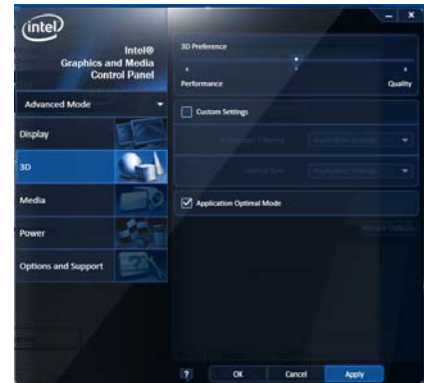 intel
Intel®
Graphics and Media
Control Panel
Advanced Mode
Display
3D
Media
Power
Options and Support
3D Preference
Performance Quality
Custom Settings
Application Optimal Mode
? OK Cancel Apply